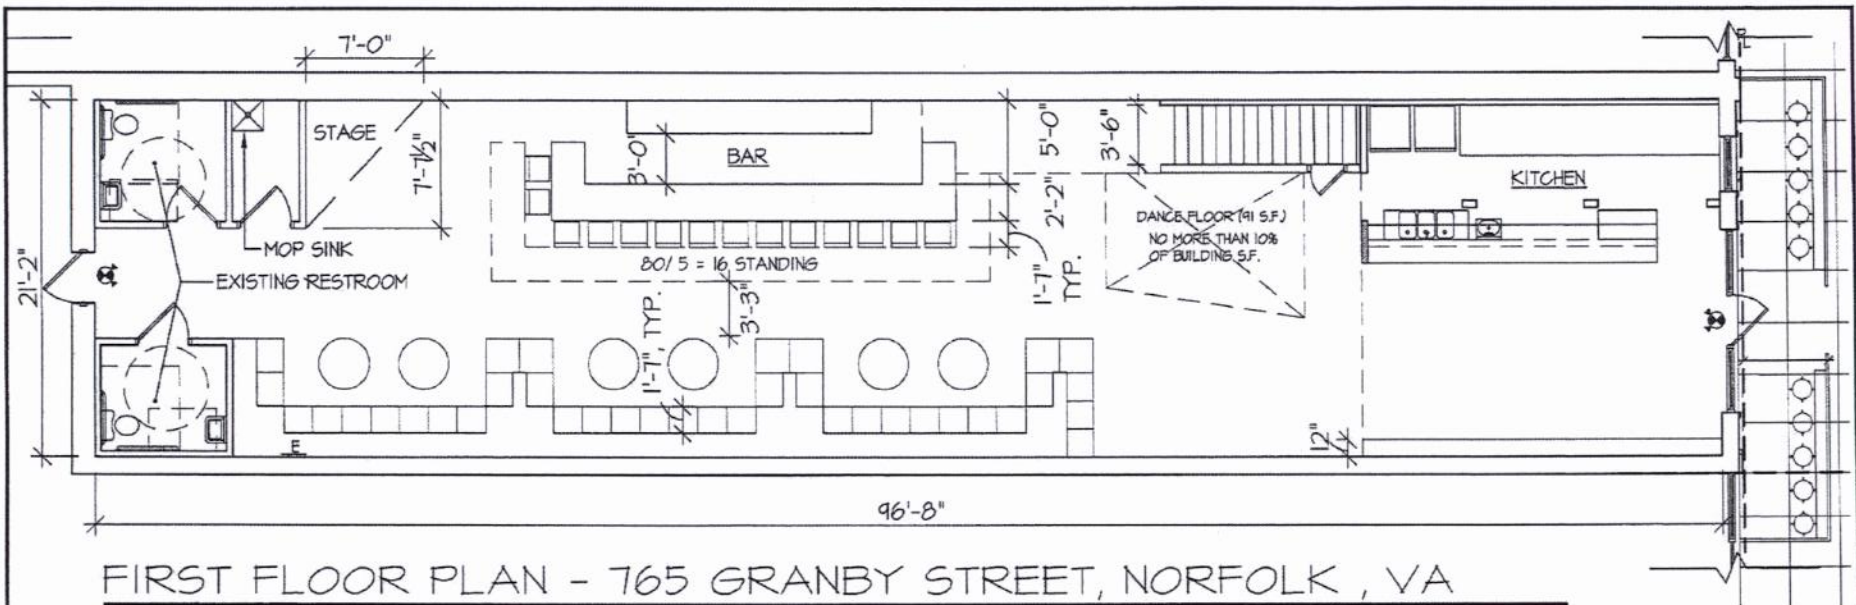 7'-0"
STAGE
7'-7½"
BAR
3'-0"
5'-0"
3'-6"
2'-2"
KITCHEN
DANCE FLOOR (91 S.F.)
NO MORE THAN 10%
OF BUILDING S.F.
MOP SINK
EXISTING RESTROOM
21'-2"
80/5 = 16 STANDING
1'-7"
TYP.
3'-3"
1'-7", TYP.
12"
E
96'-8"
FIRST FLOOR PLAN - 765 GRANBY STREET, NORFOLK, VA